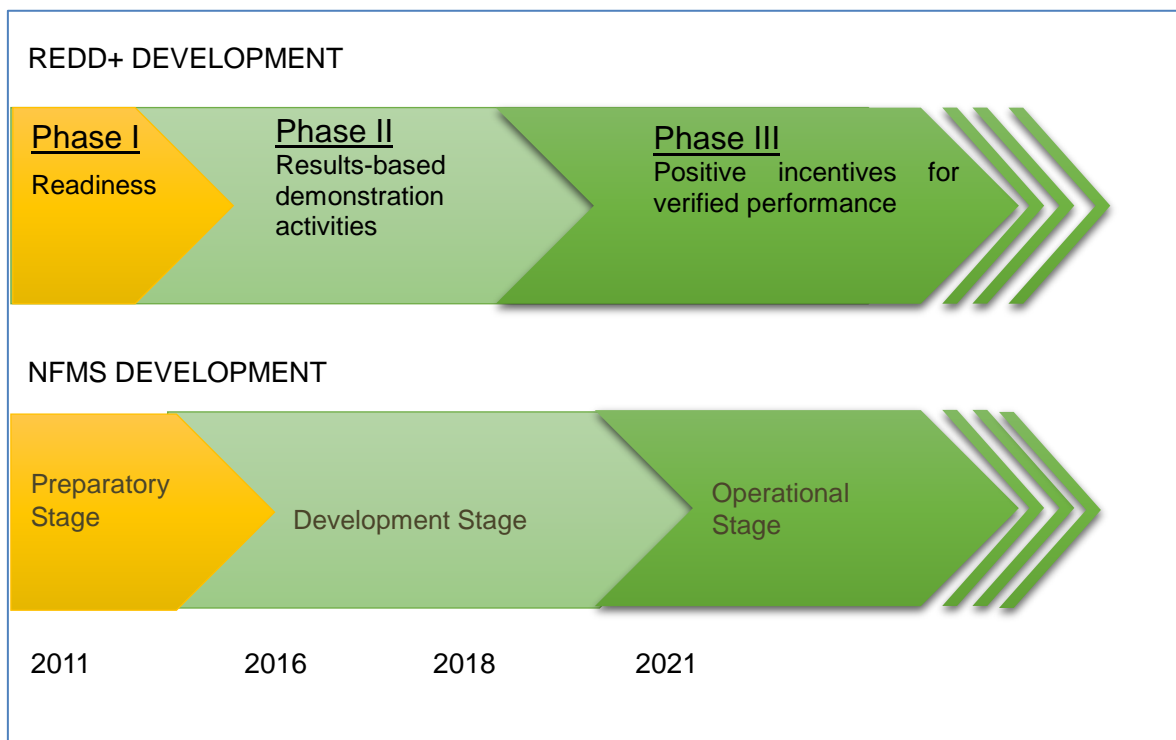 REDD+ DEVELOPMENT
Phase I
Readiness
Phase II
Results-based
demonstration
activities
Phase III
Positive incentives for
verified performance
NFMS DEVELOPMENT
Preparatory
Stage
Development Stage
Operational
Stage
2011 2016 2018 2021